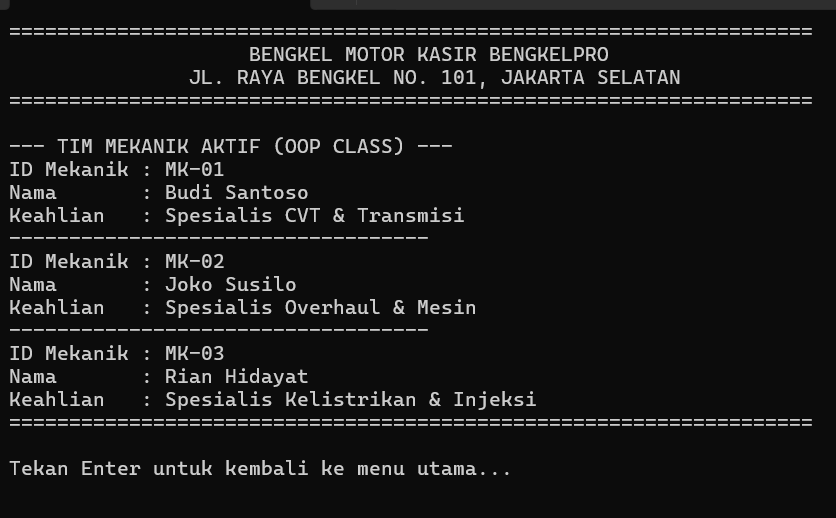 ===================================================================
BENGKEL MOTOR KASIR BENGKELPRO
JL. RAYA BENGKEL NO. 101, JAKARTA SELATAN
===================================================================
--- TIM MEKANIK AKTIF (OOP CLASS) ---
ID Mekanik : MK-01
Nama       : Budi Santoso
Keahlian   : Spesialis CVT & Transmisi
-----------------------------------
ID Mekanik : MK-02
Nama       : Joko Susilo
Keahlian   : Spesialis Overhaul & Mesin
-----------------------------------
ID Mekanik : MK-03
Nama       : Rian Hidayat
Keahlian   : Spesialis Kelistrikan & Injeksi
===================================================================
Tekan Enter untuk kembali ke menu utama...